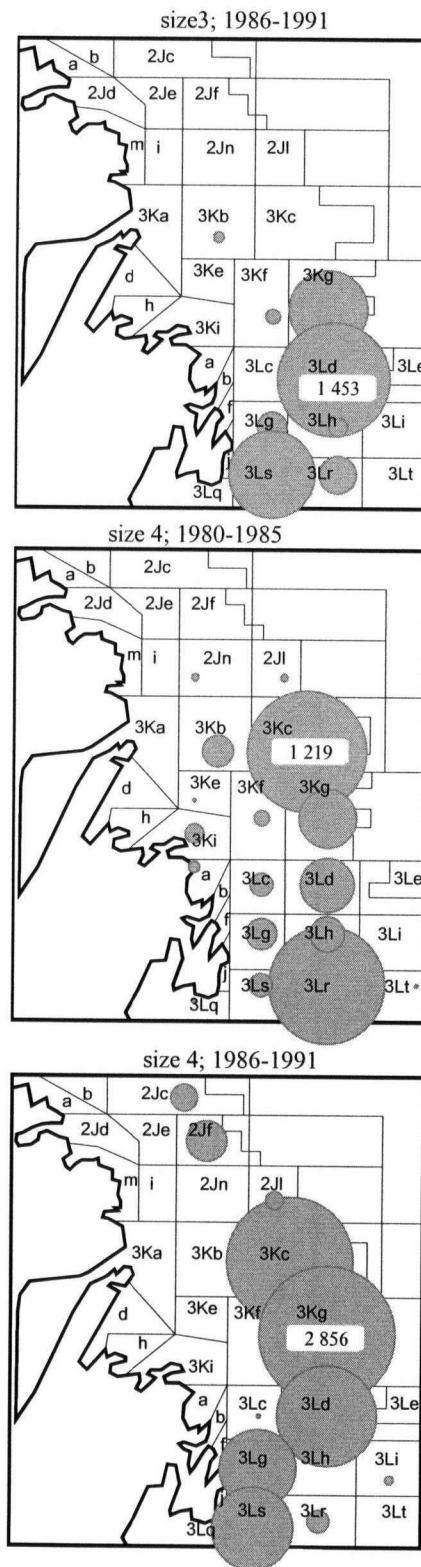 size3; 1986-1991
b 2Jc
a
2Jd 2Je 2Jf
m i 2Jn 2Jl
3Ka 3Kb 3Kc
d 3Ke 3Kf 3Kg
h
3Ki
a 3Lc 3Ld 3Le
b 1 453
f 3Lg 3Lh 3Li
j 3Ls 3Lr 3Lt
3Lq
size 4; 1980-1985
b 2Jc
a
2Jd 2Je 2Jf
m i 2Jn 2Jl
3Ka 3Kb 3Kc
1 219
d 3Ke 3Kf 3Kg
h
3Ki
a 3Lc 3Ld 3Le
b
f 3Lg 3Lh 3Li
j 3Ls 3Lr 3Lt
3Lq
size 4; 1986-1991
b 2Jc
a
2Jd 2Je 2Jf
m i 2Jn 2Jl
3Ka 3Kb 3Kc
d 3Ke 3Kf 3Kg
h 2 856
3Ki
a 3Lc 3Ld 3Le
b
f 3Lg 3Lh 3Li
j 3Ls 3Lr 3Lt
3Lq